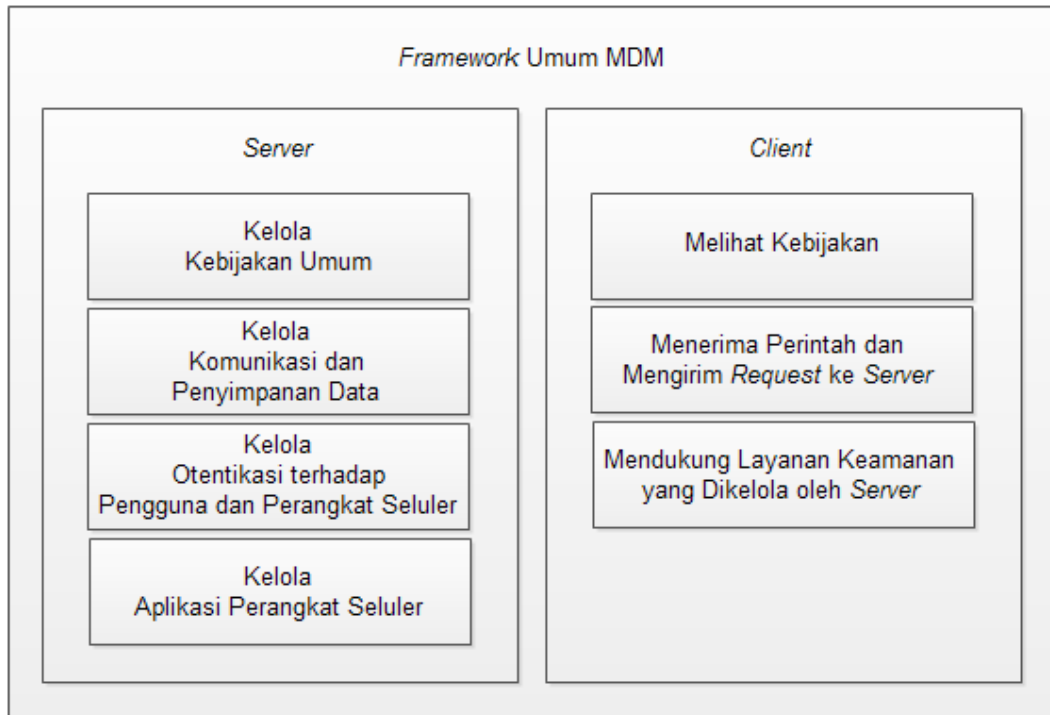 Framework Umum MDM
Server
Kelola
Kebijakan Umum
Kelola
Komunikasi dan
Penyimpanan Data
Kelola
Otentikasi terhadap
Pengguna dan Perangkat Seluler
Kelola
Aplikasi Perangkat Seluler
Client
Melihat Kebijakan
Menerima Perintah dan
Mengirim Request ke Server
Mendukung Layanan Keamanan
yang Dikelola oleh Server